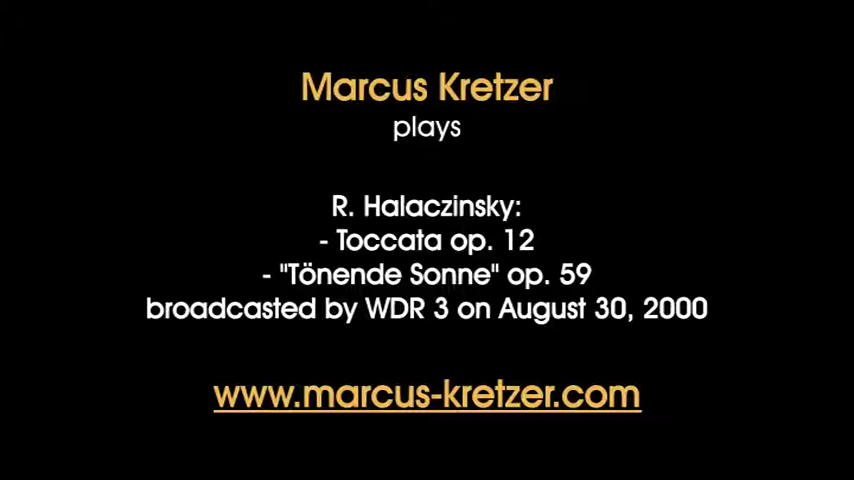 Marcus Kretzer
plays
R. Halaczinsky:
- Toccata op. 12
- "Tönende Sonne" op. 59
broadcasted by WDR 3 on August 30, 2000
www.marcus-kretzer.com